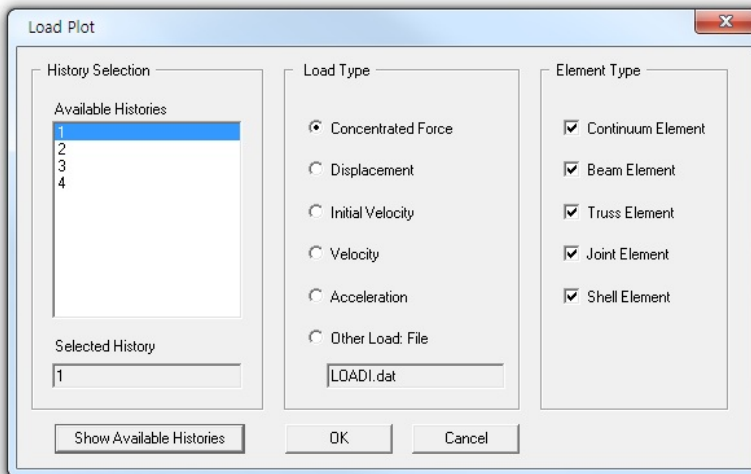 Load Plot
History Selection
Available Histories
1
2
3
4
Selected History
1
Show Available Histories
Load Type
Concentrated Force
Displacement
Initial Velocity
Velocity
Acceleration
Other Load: File
LOADI.dat
OK
Cancel
Element Type
Continuum Element
Beam Element
Truss Element
Joint Element
Shell Element